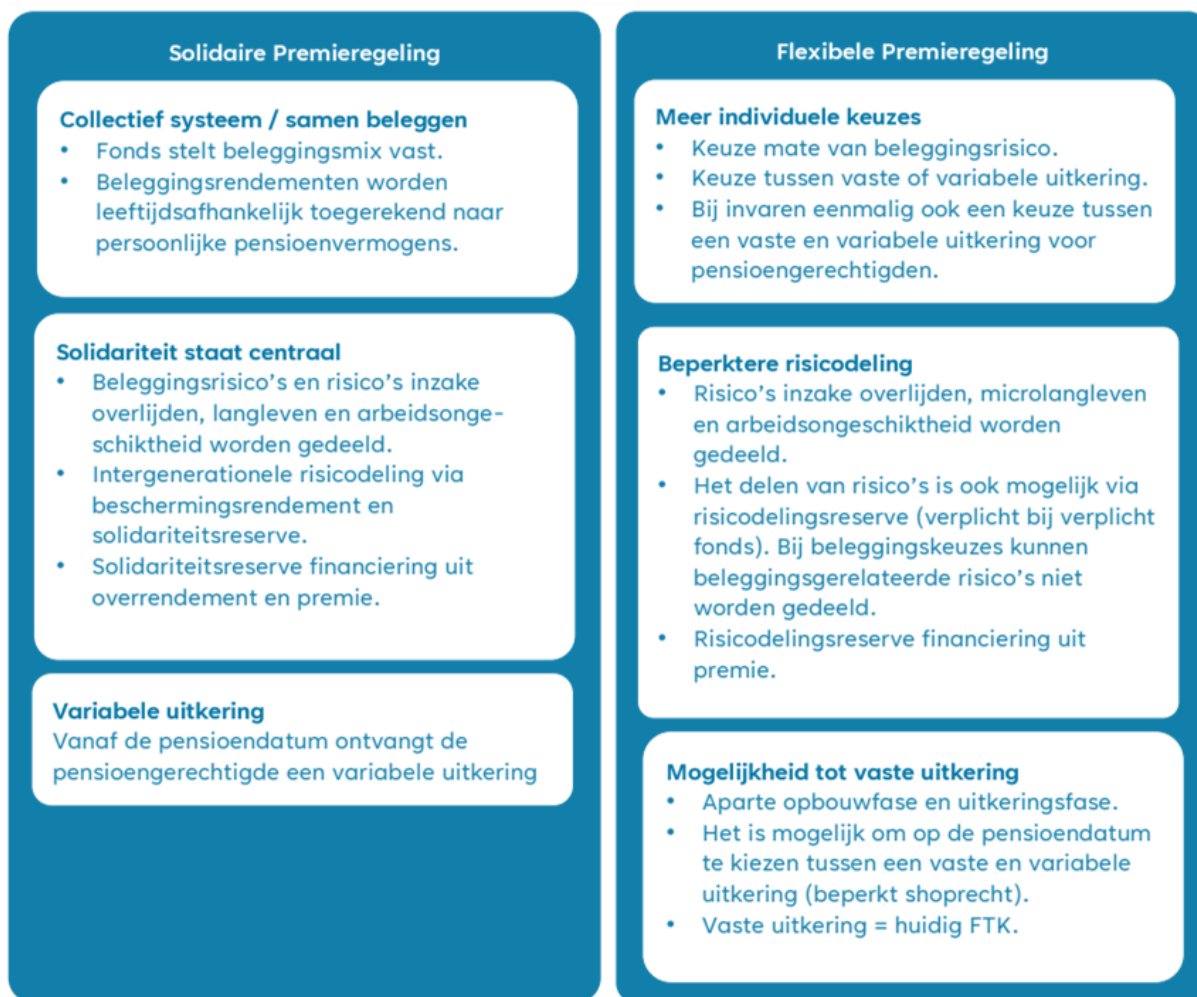 Solidaire Premieregeling
Collectief systeem / samen beleggen
• Fonds stelt beleggingsmix vast.
• Beleggingsrendementen worden
leeftijdsafhankelijk toegerekend naar
persoonlijke pensioenvermogens.
Solidariteit staat centraal
• Beleggingsrisico's en risico's inzake
overlijden, langleven en arbeidsonge-
schiktheid worden gedeeld.
• Intergenerationele risicodeling via
beschermingsrendement en
solidariteitsreserve.
• Solidariteitsreserve financiering uit
overrendement en premie.
Variabele uitkering
Vanaf de pensioendatum ontvangt de
pensioengerechtigde een variabele uitkering
Flexibele Premieregeling
Meer individuele keuzes
• Keuze mate van beleggingsrisico.
• Keuze tussen vaste of variabele uitkering.
• Bij invaren eenmalig ook een keuze tussen
een vaste en variabele uitkering voor
pensioengerechtigden.
Beperktere risicodeling
• Risico's inzake overlijden, microlangleven
en arbeidsongeschiktheid worden
gedeeld.
• Het delen van risico's is ook mogelijk via
risicodelingsreserve (verplicht bij verplicht
fonds). Bij beleggingskeuzes kunnen
beleggingsgerelateerde risico's niet
worden gedeeld.
• Risicodelingsreserve financiering uit
premie.
Mogelijkheid tot vaste uitkering
• Aparte opbouwfase en uitkeringsfase.
• Het is mogelijk om op de pensioendatum
te kiezen tussen een vaste en variabele
uitkering (beperkt shoprecht).
• Vaste uitkering = huidig FTK.